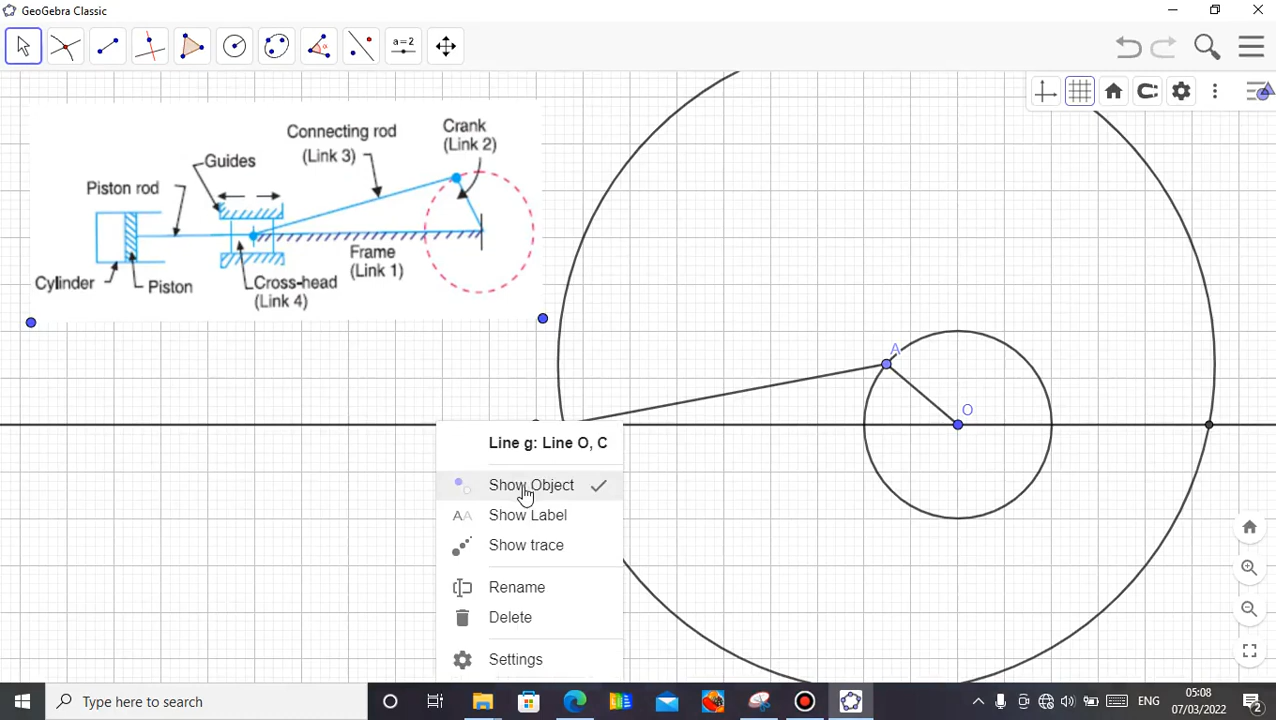 GeoGebra Classic
a=2
Connecting rod
(Link 3)
Crank
(Link 2)
Guides
Piston rod
Frame
(Link 1)
Cylinder
Piston
Cross-head
(Link 4)
A
O
Line g: Line O, C
Show Object
AA Show Label
Show trace
Rename
Delete
Settings
Type here to search
ENG
05:08
07/03/2022
2